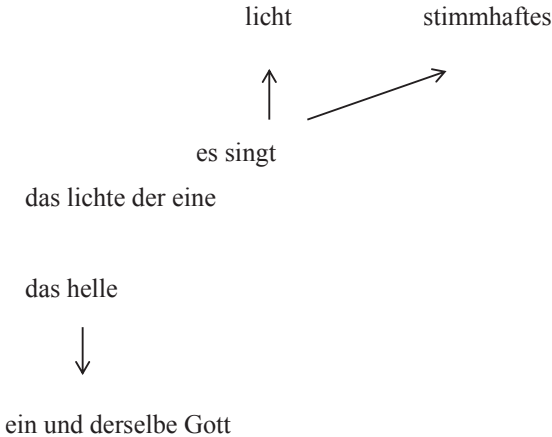 licht stimmhaftes
es singt
das lichte der eine
das helle
ein und derselbe Gott